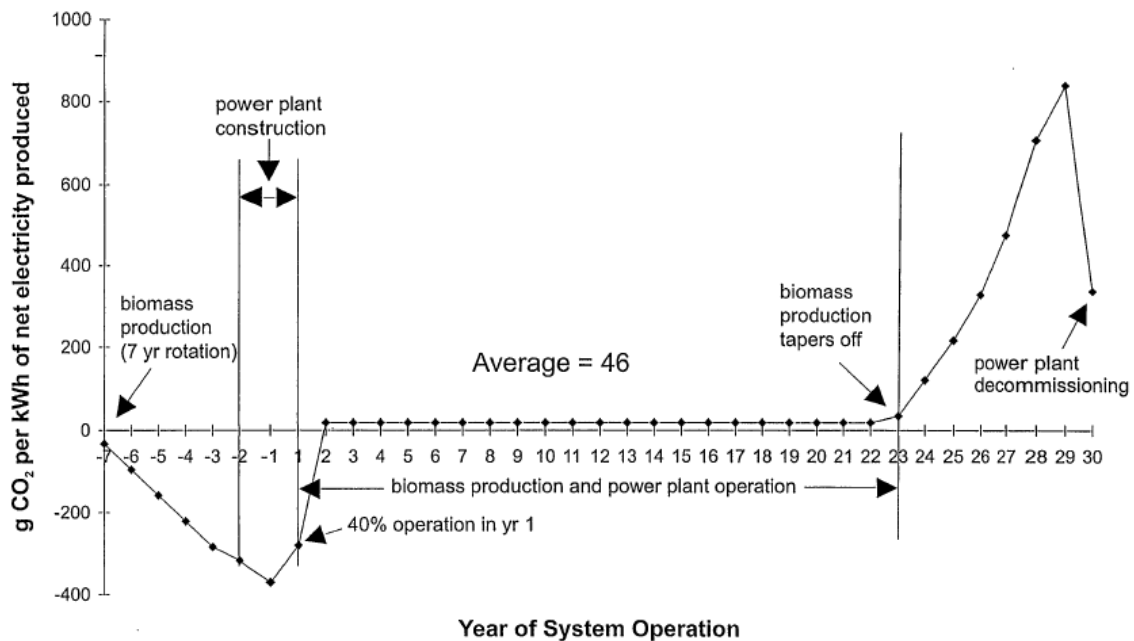 1000
800
600
400
200
0
-200
-400
g CO₂ per kWh of net electricity produced
power plant
construction
biomass
production
(7 yr rotation)
Average = 46
biomass
production
tapers off
power plant
decommissioning
-7 -6 -5 -4 -3 -2 -1 1 2 3 4 5 6 7 8 9 10 11 12 13 14 15 16 17 18 19 20 21 22 23 24 25 26 27 28 29 30
biomass production and power plant operation
40% operation in yr 1
Year of System Operation